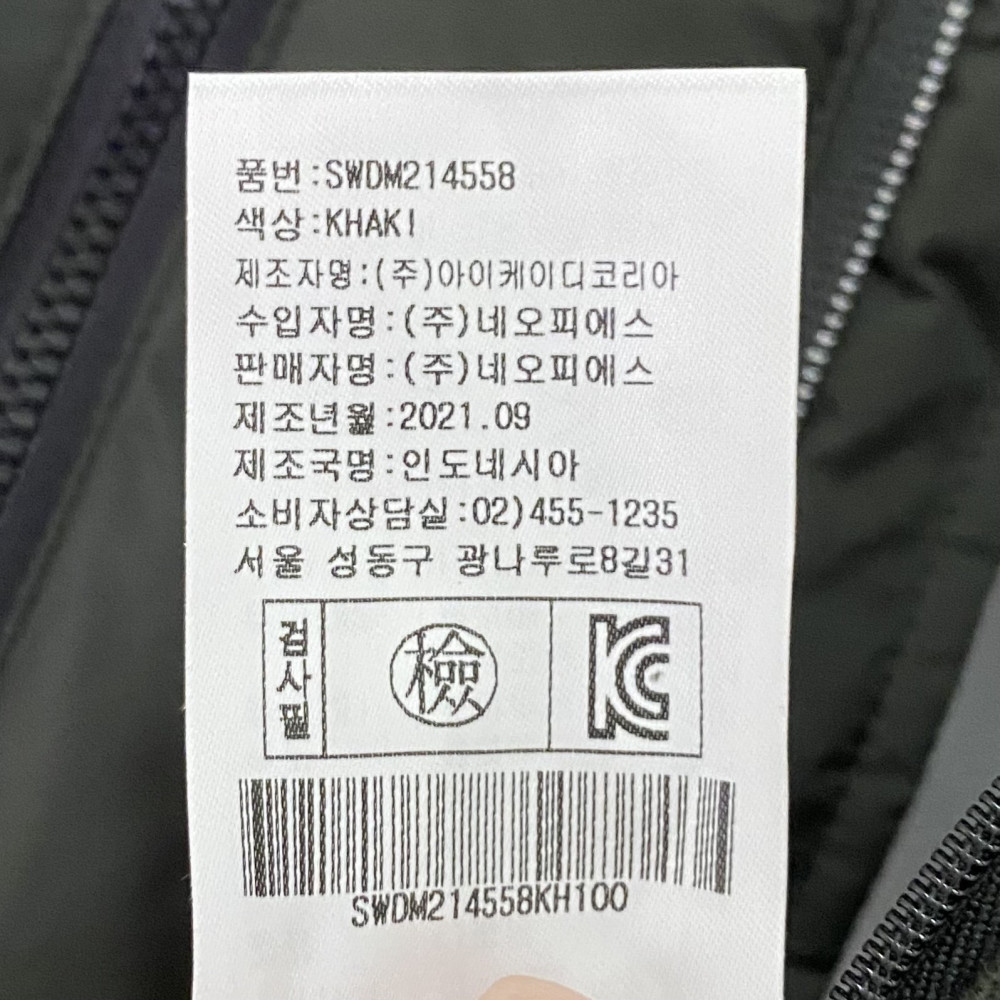 품번:SWDM214558
색상:KHAKI
제조자명:(주)아이케이디코리아
수입자명:(주)네오피에스
판매자명:(주)네오피에스
제조년월:2021.09
제조국명:인도네시아
소비자상담실:02)455-1235
서울 성동구 광나루로8길31
검사필
檢
KC
SWDM214558KH100